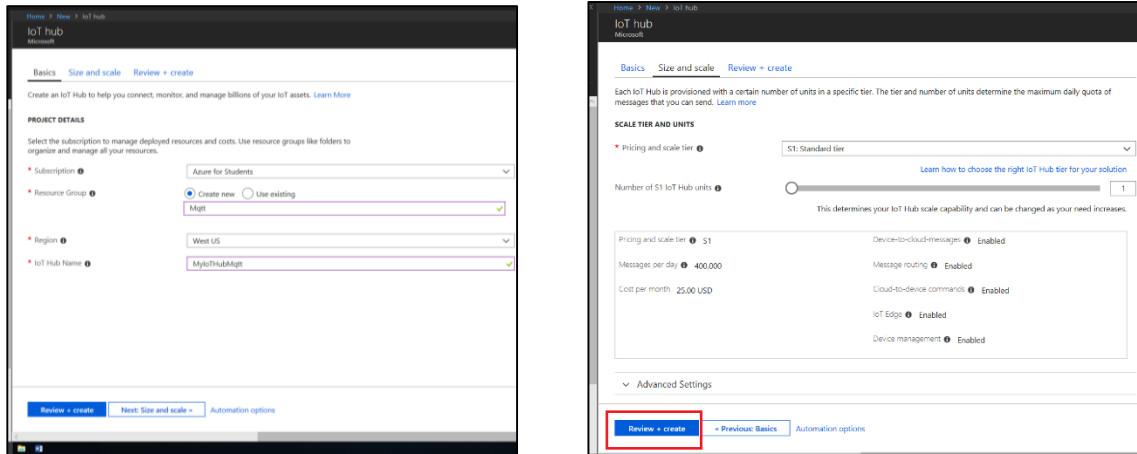 Home > New > IoT hub
IoT hub
Microsoft
Basics Size and scale Review + create
Create an IoT Hub to help you connect, monitor, and manage billions of your IoT assets. Learn More
PROJECT DETAILS
Select the subscription to manage deployed resources and costs. Use resource groups like folders to
organize and manage all your resources.
* Subscription Azure for Students
* Resource Group Create new Use existing
Mqtt
* Region West US
* IoT Hub Name MyIoTHubMqtt
Review + create Next: Size and scale » Automation options
Home > New > IoT hub
IoT hub
Microsoft
Basics Size and scale Review + create
Each IoT Hub is provisioned with a certain number of units in a specific tier. The tier and number of units determine the maximum daily quota of
messages that you can send. Learn more
SCALE TIER AND UNITS
* Pricing and scale tier S1: Standard tier
Learn how to choose the right IoT Hub tier for your solution
Number of S1 IoT Hub units 1
This determines your IoT Hub scale capability and can be changed as your need increases.
Pricing and scale tier S1 Device-to-cloud-messages Enabled
Messages per day 400,000 Message routing Enabled
Cost per month 25.00 USD Cloud-to-device commands Enabled
IoT Edge Enabled
Device management Enabled
Advanced Settings
Review + create « Previous: Basics Automation options